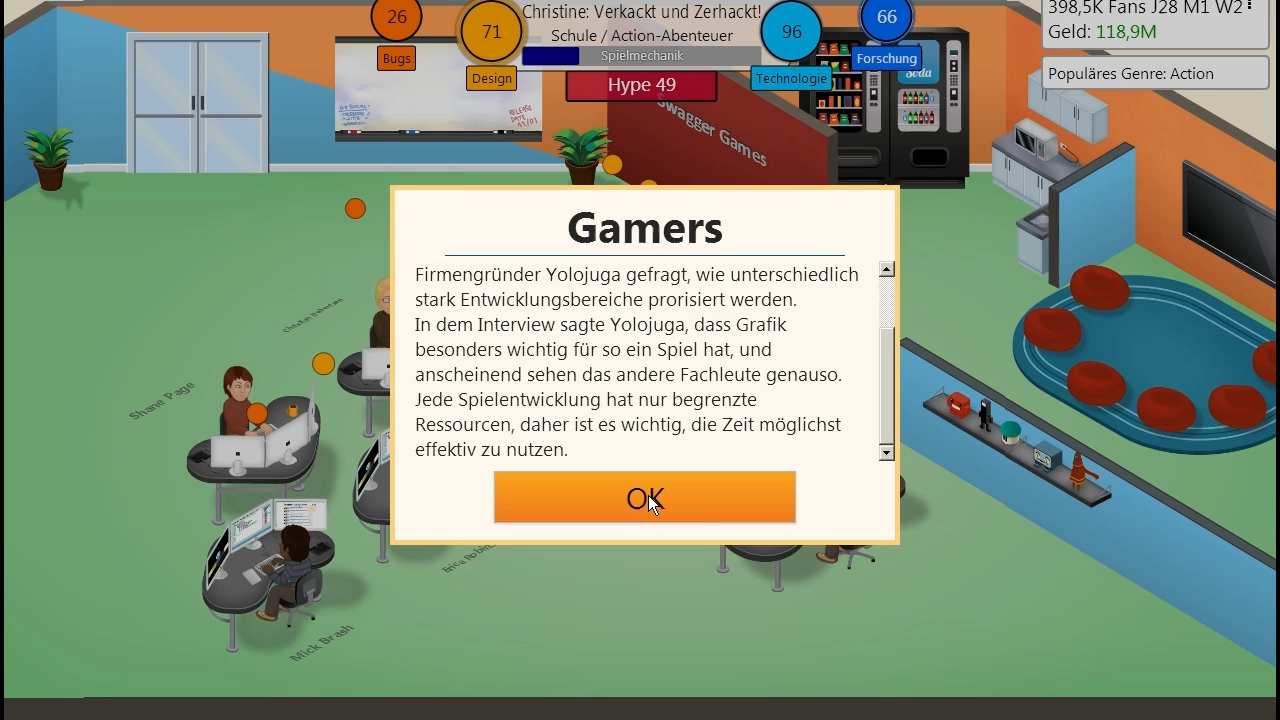 26
Bugs
71
Design
Christine: Verkackt und Zerhackt!
Schule / Action-Abenteuer
Spielmechanik
Hype 49
96
Technologie
66
Forschung
398,5K Fans J28 M1 W2
Geld: 118,9M
Populäres Genre: Action
Soda
RELEASE
DATE
Swagger Games
Gamers
Firmengründer Yolojuga gefragt, wie unterschiedlich
stark Entwicklungsbereiche prorisiert werden.
In dem Interview sagte Yolojuga, dass Grafik
besonders wichtig für so ein Spiel hat, und
anscheinend sehen das andere Fachleute genauso.
Jede Spielentwicklung hat nur begrenzte
Ressourcen, daher ist es wichtig, die Zeit möglichst
effektiv zu nutzen.
OK
Shane Page
Mick Brash